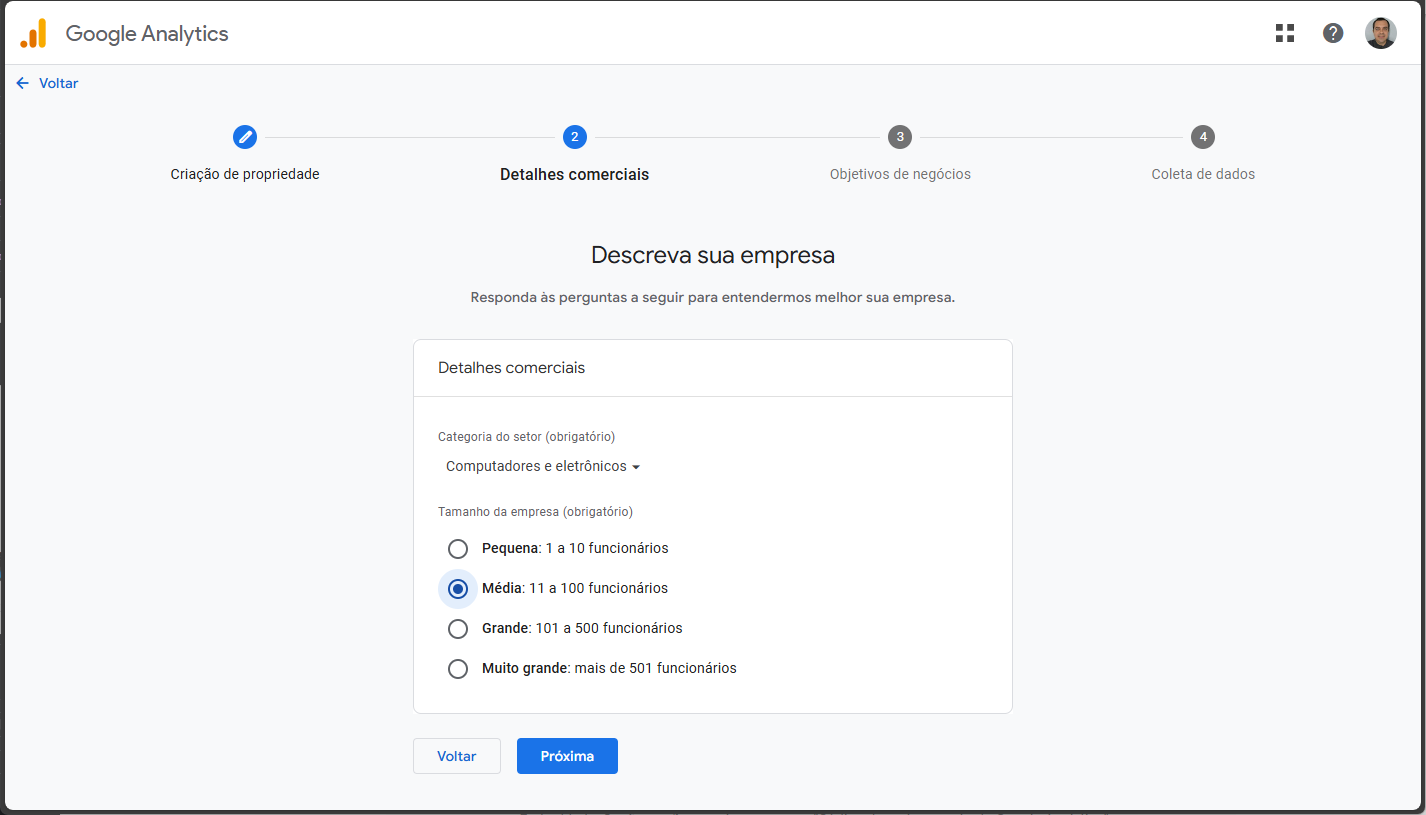 Google Analytics
?
Voltar
2
3
4
Criação de propriedade
Detalhes comerciais
Objetivos de negócios
Coleta de dados
Descreva sua empresa
Responda às perguntas a seguir para entendermos melhor sua empresa.
Detalhes comerciais
Categoria do setor (obrigatório)
Computadores e eletrônicos
Tamanho da empresa (obrigatório)
Pequena: 1 a 10 funcionários
Média: 11 a 100 funcionários
Grande: 101 a 500 funcionários
Muito grande: mais de 501 funcionários
Voltar
Próxima